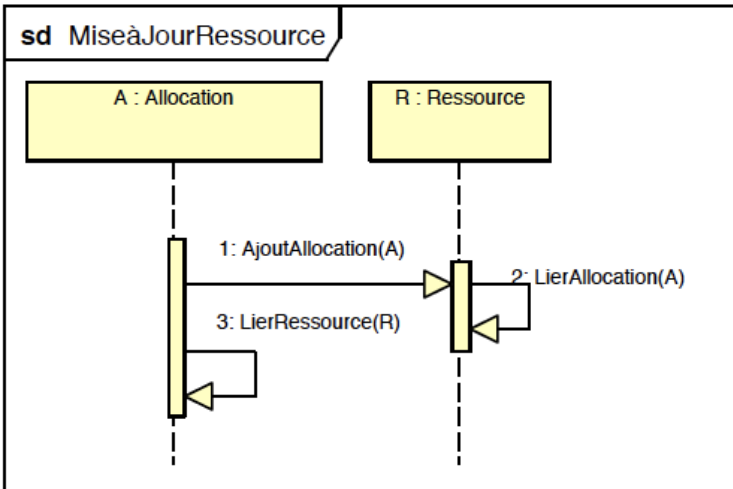 sd MiseàJourRessource
A : Allocation
R : Ressource
1: AjoutAllocation(A)
2: LierAllocation(A)
3: LierRessource(R)